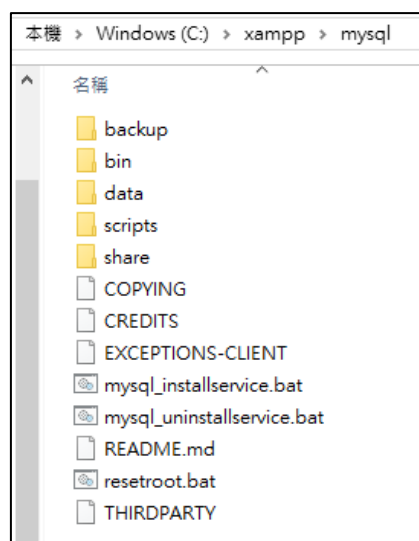 本機 > Windows (C:) > xampp > mysql
名稱
backup
bin
data
scripts
share
COPYING
CREDITS
EXCEPTIONS-CLIENT
mysql_installservice.bat
mysql_uninstallservice.bat
README.md
resetroot.bat
THIRDPARTY